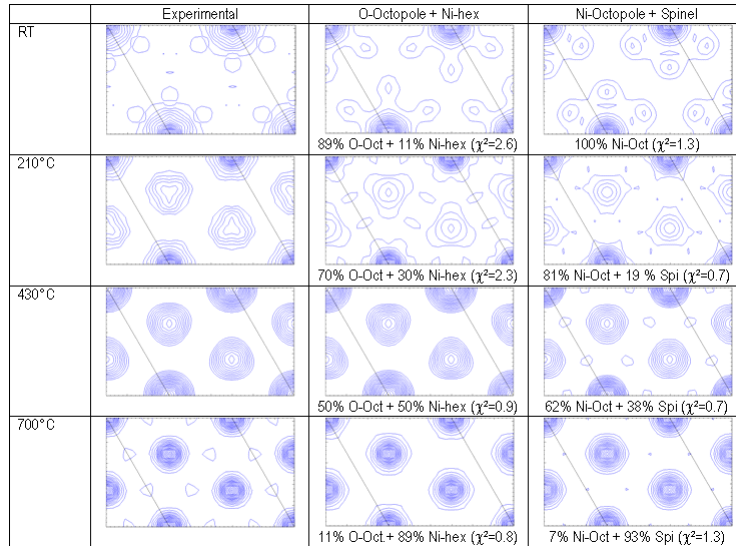 Experimental
O-Octopole + Ni-hex
Ni-Octopole + Spinel
RT
89% O-Oct + 11% Ni-hex (χ²=2.6)
100% Ni-Oct (χ²=1.3)
210°C
70% O-Oct + 30% Ni-hex (χ²=2.3)
81% Ni-Oct + 19 % Spi (χ²=0.7)
430°C
50% O-Oct + 50% Ni-hex (χ²=0.9)
62% Ni-Oct + 38% Spi (χ²=0.7)
700°C
11% O-Oct + 89% Ni-hex (χ²=0.8)
7% Ni-Oct + 93% Spi (χ²=1.3)